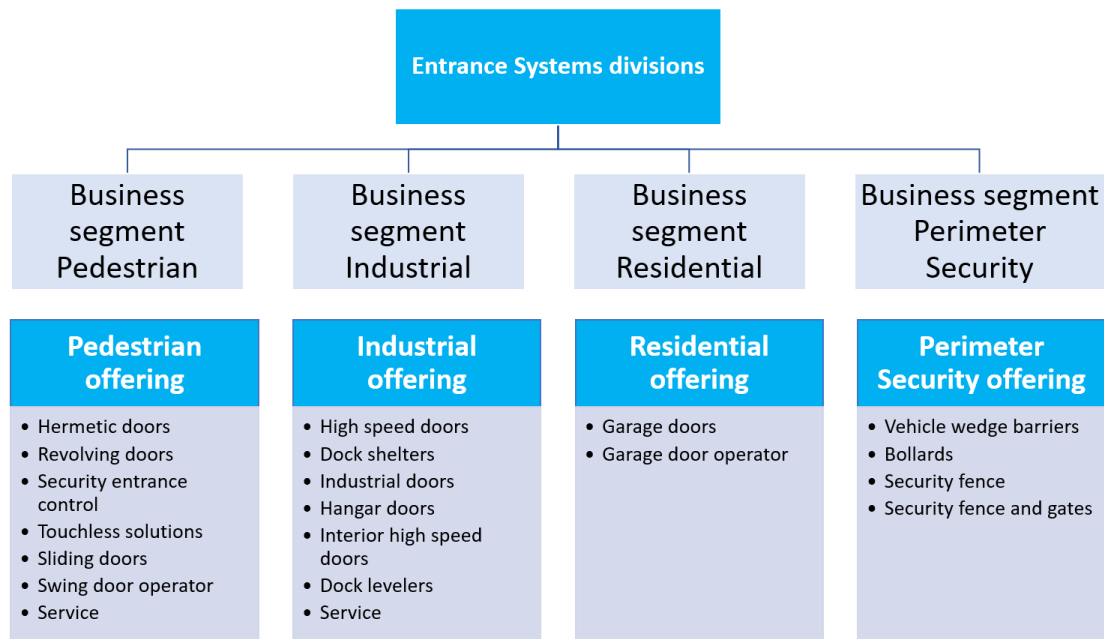 Entrance Systems divisions
Business
segment
Pedestrian
Business
segment
Industrial
Business
segment
Residential
Business segment
Perimeter
Security
Pedestrian
offering
• Hermetic doors
• Revolving doors
• Security entrance
control
• Touchless solutions
• Sliding doors
• Swing door operator
• Service
Industrial
offering
• High speed doors
• Dock shelters
• Industrial doors
• Hangar doors
• Interior high speed
doors
• Dock levelers
• Service
Residential
offering
• Garage doors
• Garage door operator
Perimeter
Security offering
• Vehicle wedge barriers
• Bollards
• Security fence
• Security fence and gates